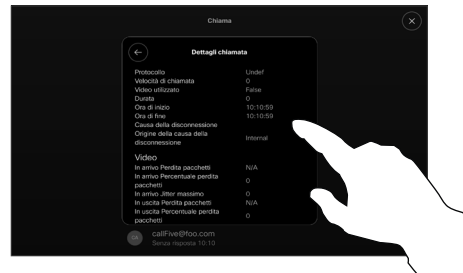 Chiama
Dettagli chiamata
Protocollo Undef
Velocità di chiamata 0
Video utilizzato False
Durata 0
Ora di inizio 10:10:59
Ora di fine 10:10:59
Causa della disconnessione
Origine della causa della
disconnessione Internal
Video
In arrivo Perdita pacchetti N/A
In arrivo Percentuale perdita
pacchetti 0
In arrivo Jitter massimo 0
In uscita Perdita pacchetti N/A
In uscita Percentuale perdita
pacchetti 0
CA callFive@foo.com
Senza risposta 10:10